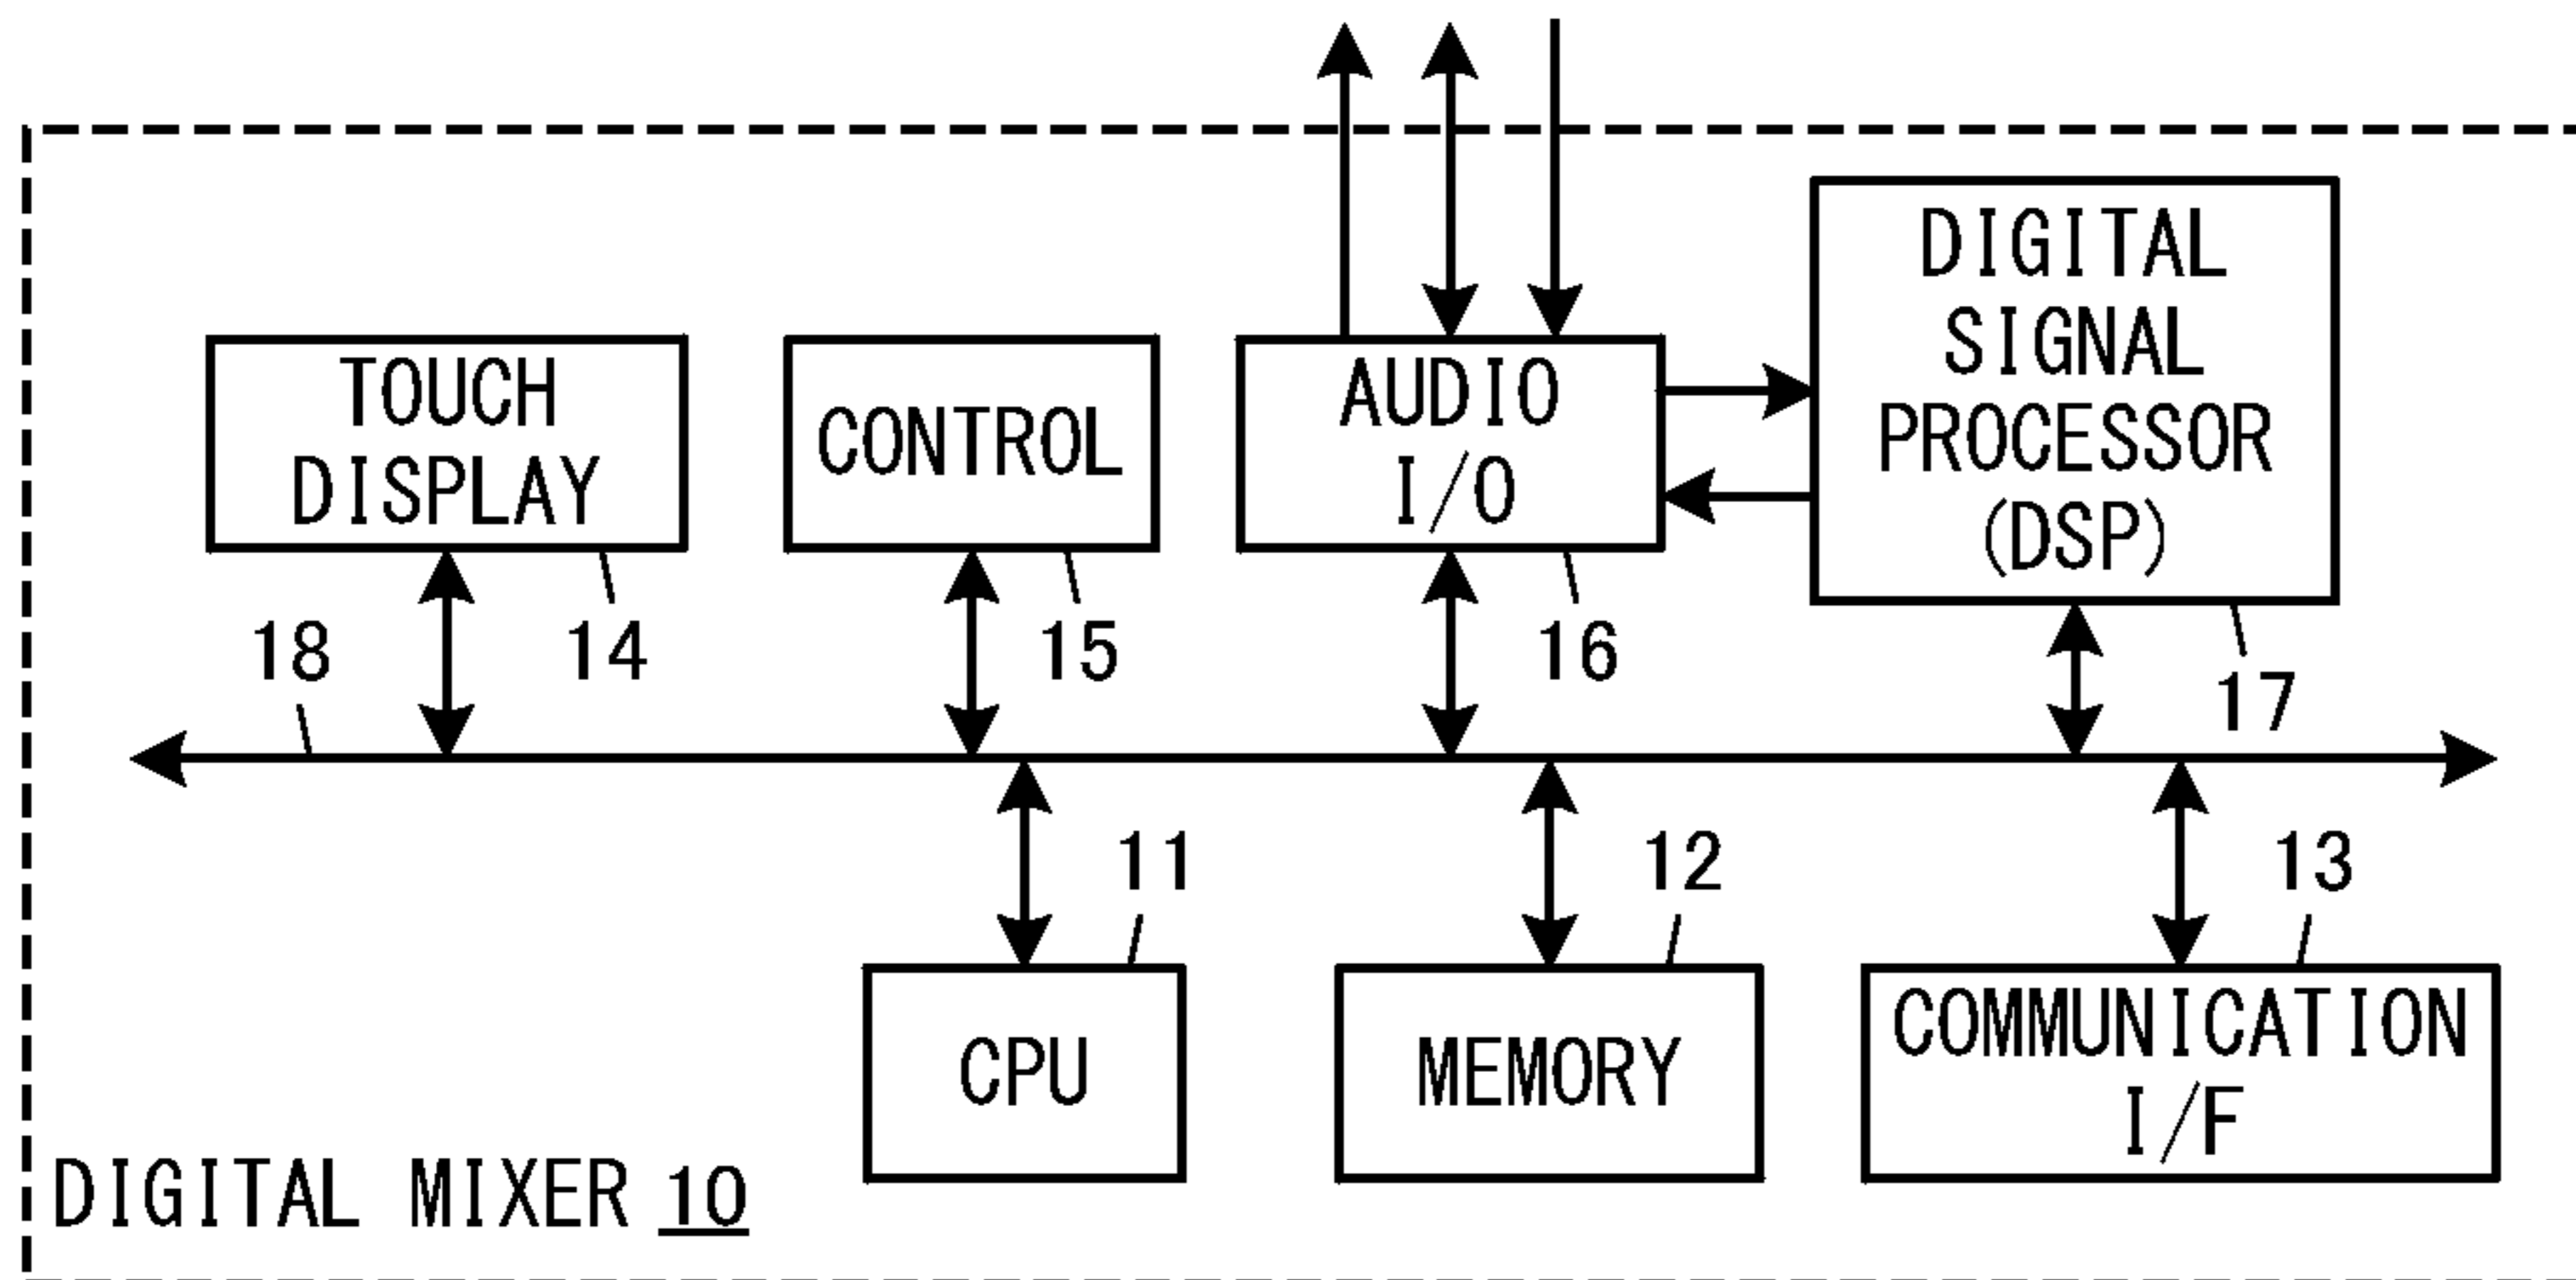 TOUCH
DISPLAY
CONTROL
AUDIO
I/O
DIGITAL
SIGNAL
PROCESSOR
(DSP)
18
14
15
16
17
11
12
13
CPU
MEMORY
COMMUNICATION
I/F
DIGITAL MIXER 10